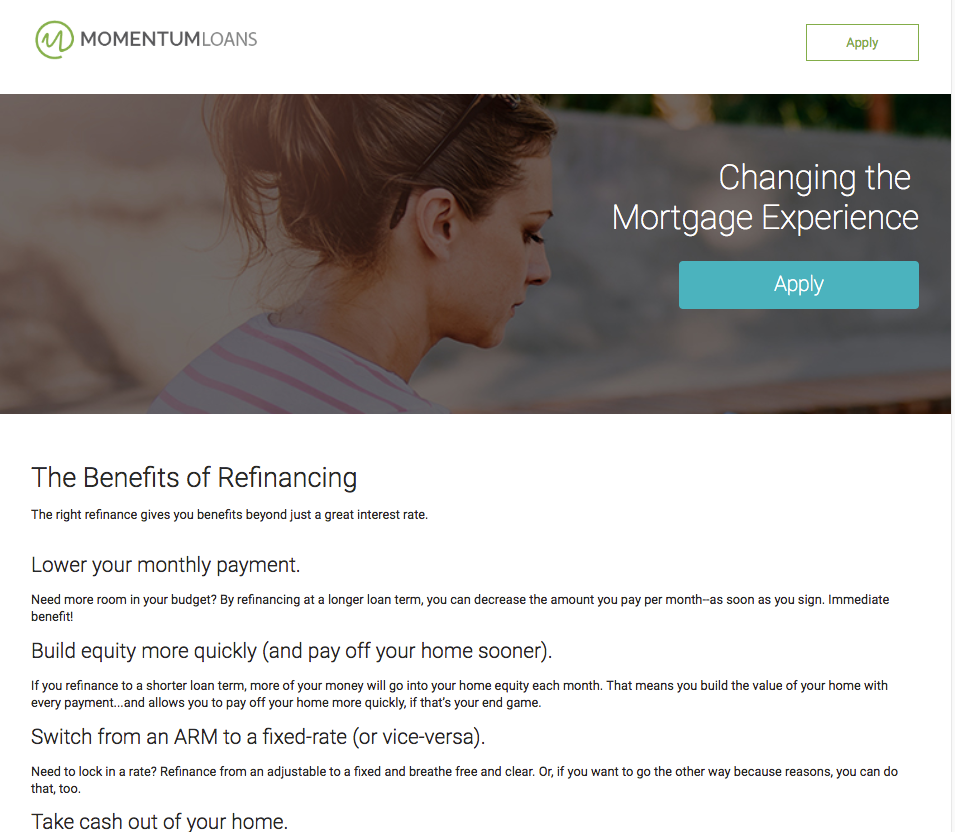 MOMENTUMLOANS
Apply
Changing the
Mortgage Experience
Apply
The Benefits of Refinancing
The right refinance gives you benefits beyond just a great interest rate.
Lower your monthly payment.
Need more room in your budget? By refinancing at a longer loan term, you can decrease the amount you pay per month--as soon as you sign. Immediate
benefit!
Build equity more quickly (and pay off your home sooner).
If you refinance to a shorter loan term, more of your money will go into your home equity each month. That means you build the value of your home with
every payment...and allows you to pay off your home more quickly, if that's your end game.
Switch from an ARM to a fixed-rate (or vice-versa).
Need to lock in a rate? Refinance from an adjustable to a fixed and breathe free and clear. Or, if you want to go the other way because reasons, you can do
that, too.
Take cash out of your home.